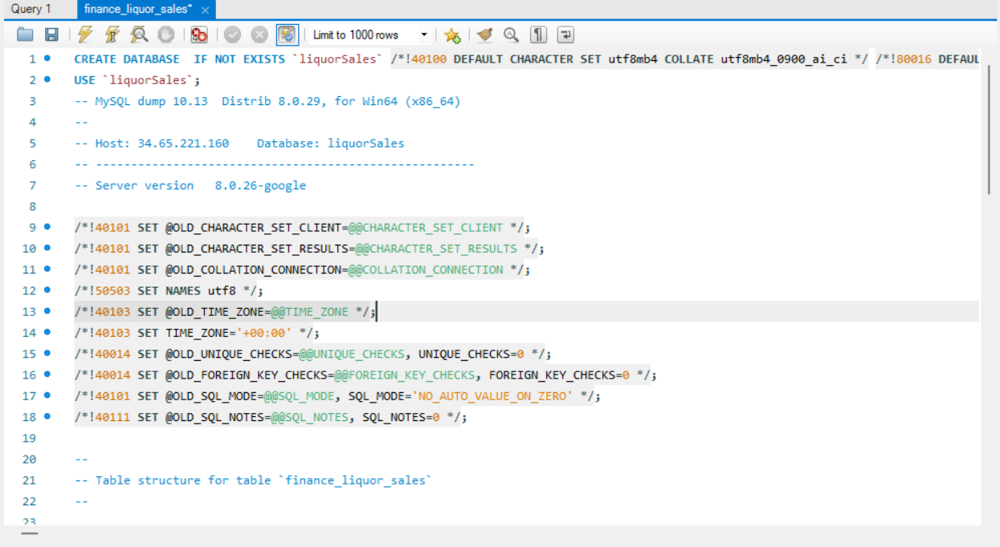 Query 1    finance_liquor_sales* ×
Limit to 1000 rows
1 CREATE DATABASE  IF NOT EXISTS `liquorSales` /*!40100 DEFAULT CHARACTER SET utf8mb4 COLLATE utf8mb4_0900_ai_ci */ /*!80016 DEFAUL
2 USE `liquorSales`;
3 -- MySQL dump 10.13  Distrib 8.0.29, for Win64 (x86_64)
4 --
5 -- Host: 34.65.221.160    Database: liquorSales
6 -- ------------------------------------------------------
7 -- Server version   8.0.26-google
8
9 /*!40101 SET @OLD_CHARACTER_SET_CLIENT=@@CHARACTER_SET_CLIENT */;
10 /*!40101 SET @OLD_CHARACTER_SET_RESULTS=@@CHARACTER_SET_RESULTS */;
11 /*!40101 SET @OLD_COLLATION_CONNECTION=@@COLLATION_CONNECTION */;
12 /*!50503 SET NAMES utf8 */;
13 /*!40103 SET @OLD_TIME_ZONE=@@TIME_ZONE */;
14 /*!40103 SET TIME_ZONE='+00:00' */;
15 /*!40014 SET @OLD_UNIQUE_CHECKS=@@UNIQUE_CHECKS, UNIQUE_CHECKS=0 */;
16 /*!40014 SET @OLD_FOREIGN_KEY_CHECKS=@@FOREIGN_KEY_CHECKS, FOREIGN_KEY_CHECKS=0 */;
17 /*!40101 SET @OLD_SQL_MODE=@@SQL_MODE, SQL_MODE='NO_AUTO_VALUE_ON_ZERO' */;
18 /*!40111 SET @OLD_SQL_NOTES=@@SQL_NOTES, SQL_NOTES=0 */;
19
20 --
21 -- Table structure for table `finance_liquor_sales`
22 --
23